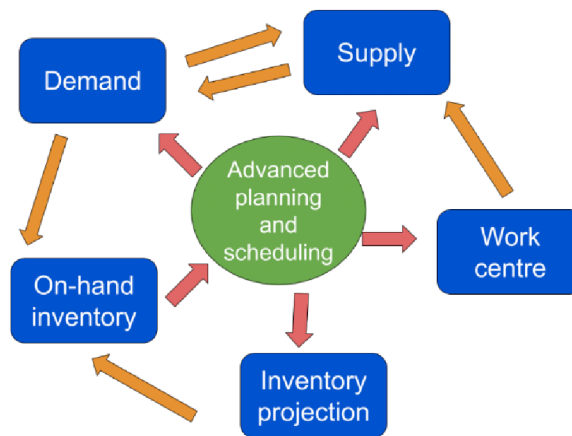 Demand
Supply
Advanced
planning
and
scheduling
Work
centre
On-hand
inventory
Inventory
projection